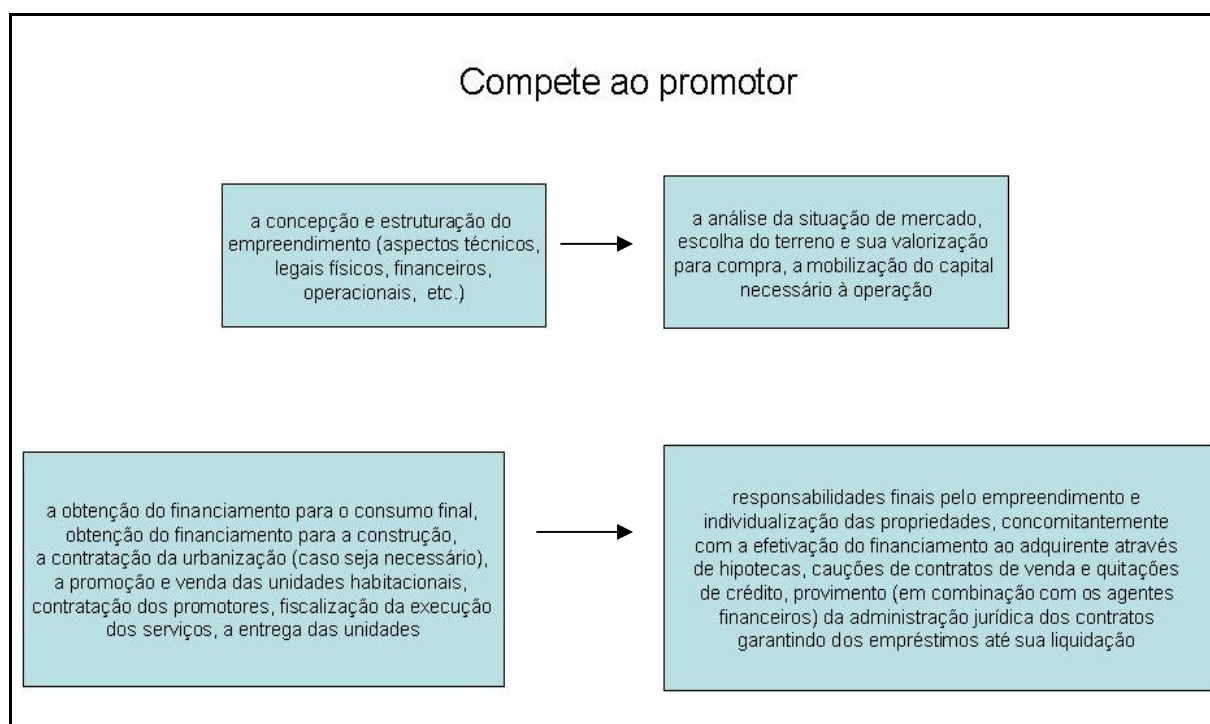 Compete ao promotor
a concepção e estruturação do
empreendimento (aspectos técnicos,
legais físicos, financeiros,
operacionais, etc.)
a análise da situação de mercado,
escolha do terreno e sua valorização
para compra, a mobilização do capital
necessário à operação
a obtenção do financiamento para o consumo final,
obtenção do financiamento para a construção,
a contratação da urbanização (caso seja necessário),
a promoção e venda das unidades habitacionais,
contratação dos promotores, fiscalização da execução
dos serviços, a entrega das unidades
responsabilidades finais pelo empreendimento e
individualização das propriedades, concomitantemente
com a efetivação do financiamento ao adquirente através
de hipotecas, cauções de contratos de venda e quitações
de crédito, provimento (em combinação com os agentes
financeiros) da administração jurídica dos contratos
garantindo dos empréstimos até sua liquidação